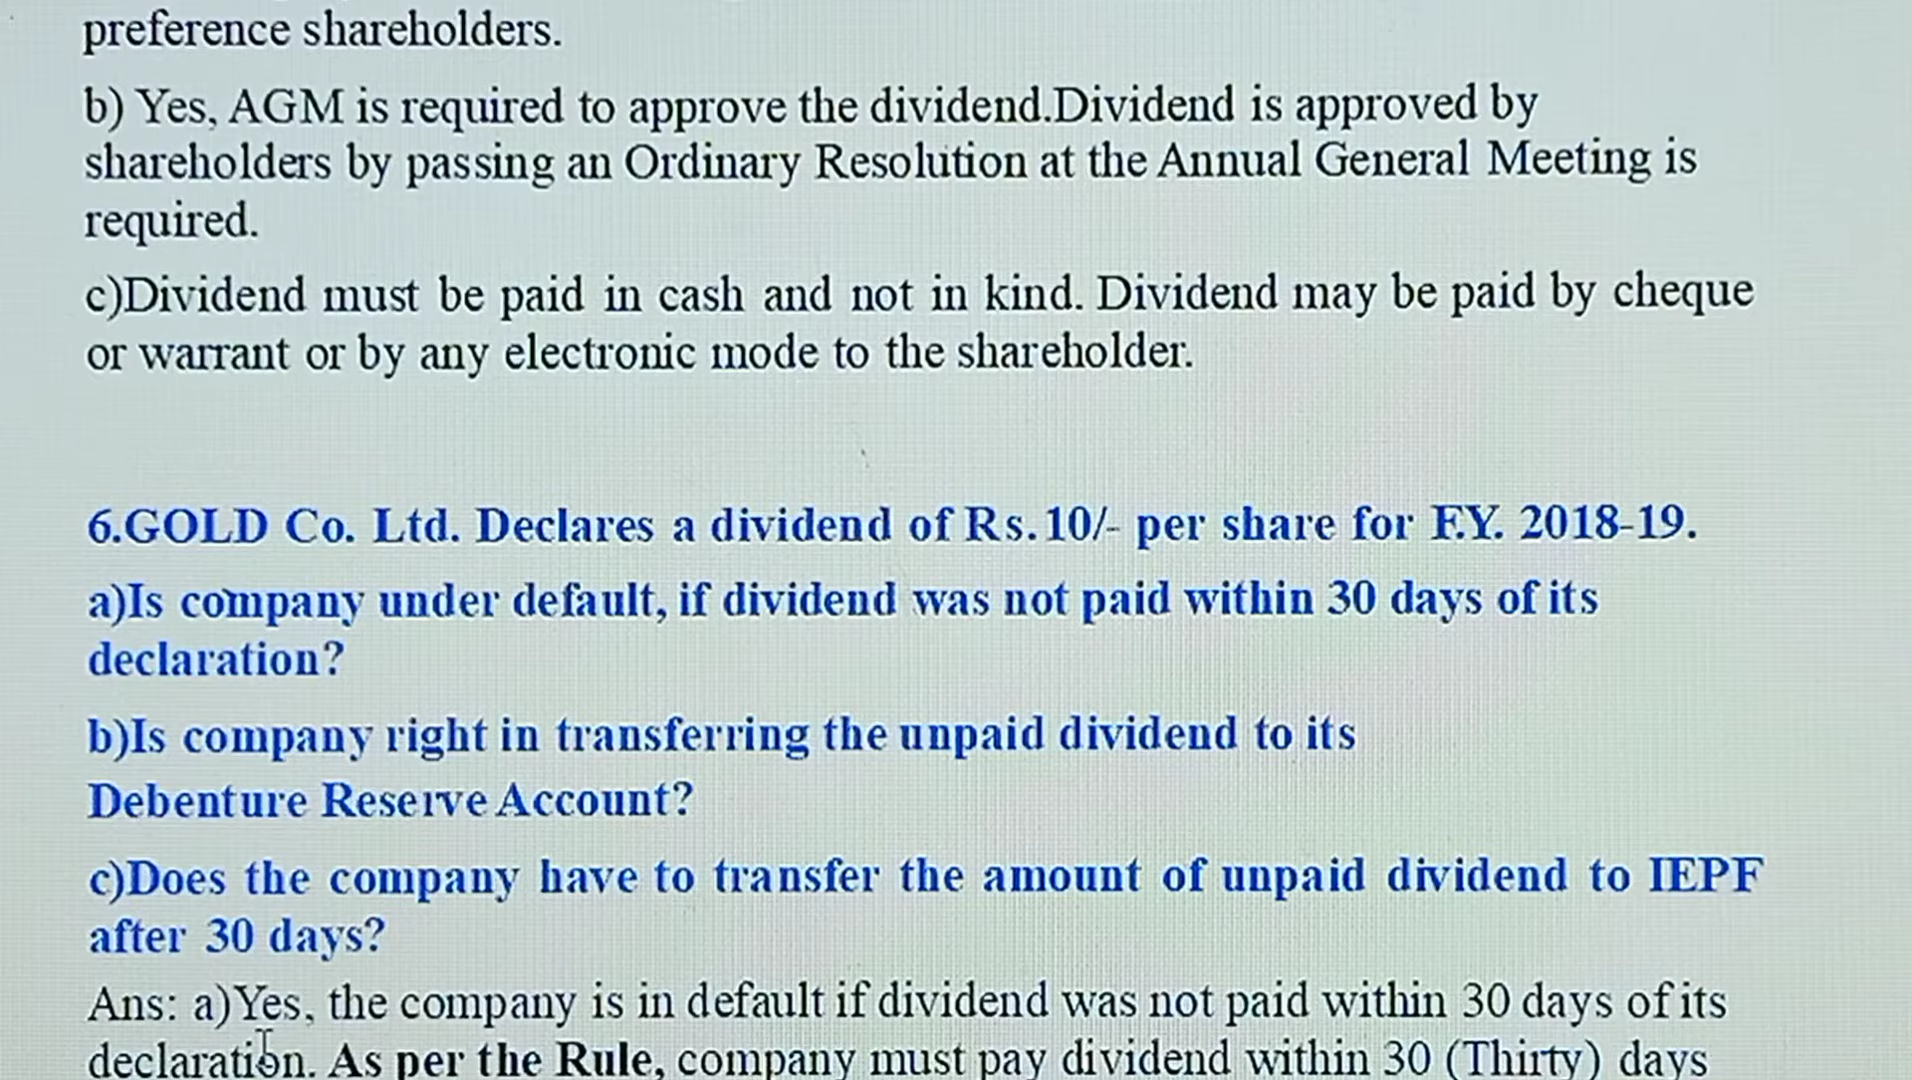 preference shareholders.
b) Yes, AGM is required to approve the dividend.Dividend is approved by
shareholders by passing an Ordinary Resolution at the Annual General Meeting is
required.
c)Dividend must be paid in cash and not in kind. Dividend may be paid by cheque
or warrant or by any electronic mode to the shareholder.
6.GOLD Co. Ltd. Declares a dividend of Rs.10/- per share for F.Y. 2018-19.
a)Is company under default, if dividend was not paid within 30 days of its
declaration?
b)Is company right in transferring the unpaid dividend to its
Debenture Reserve Account?
c)Does the company have to transfer the amount of unpaid dividend to IEPF
after 30 days?
Ans: a)Yes, the company is in default if dividend was not paid within 30 days of its
declaration. As per the Rule, company must pay dividend within 30 (Thirty) days